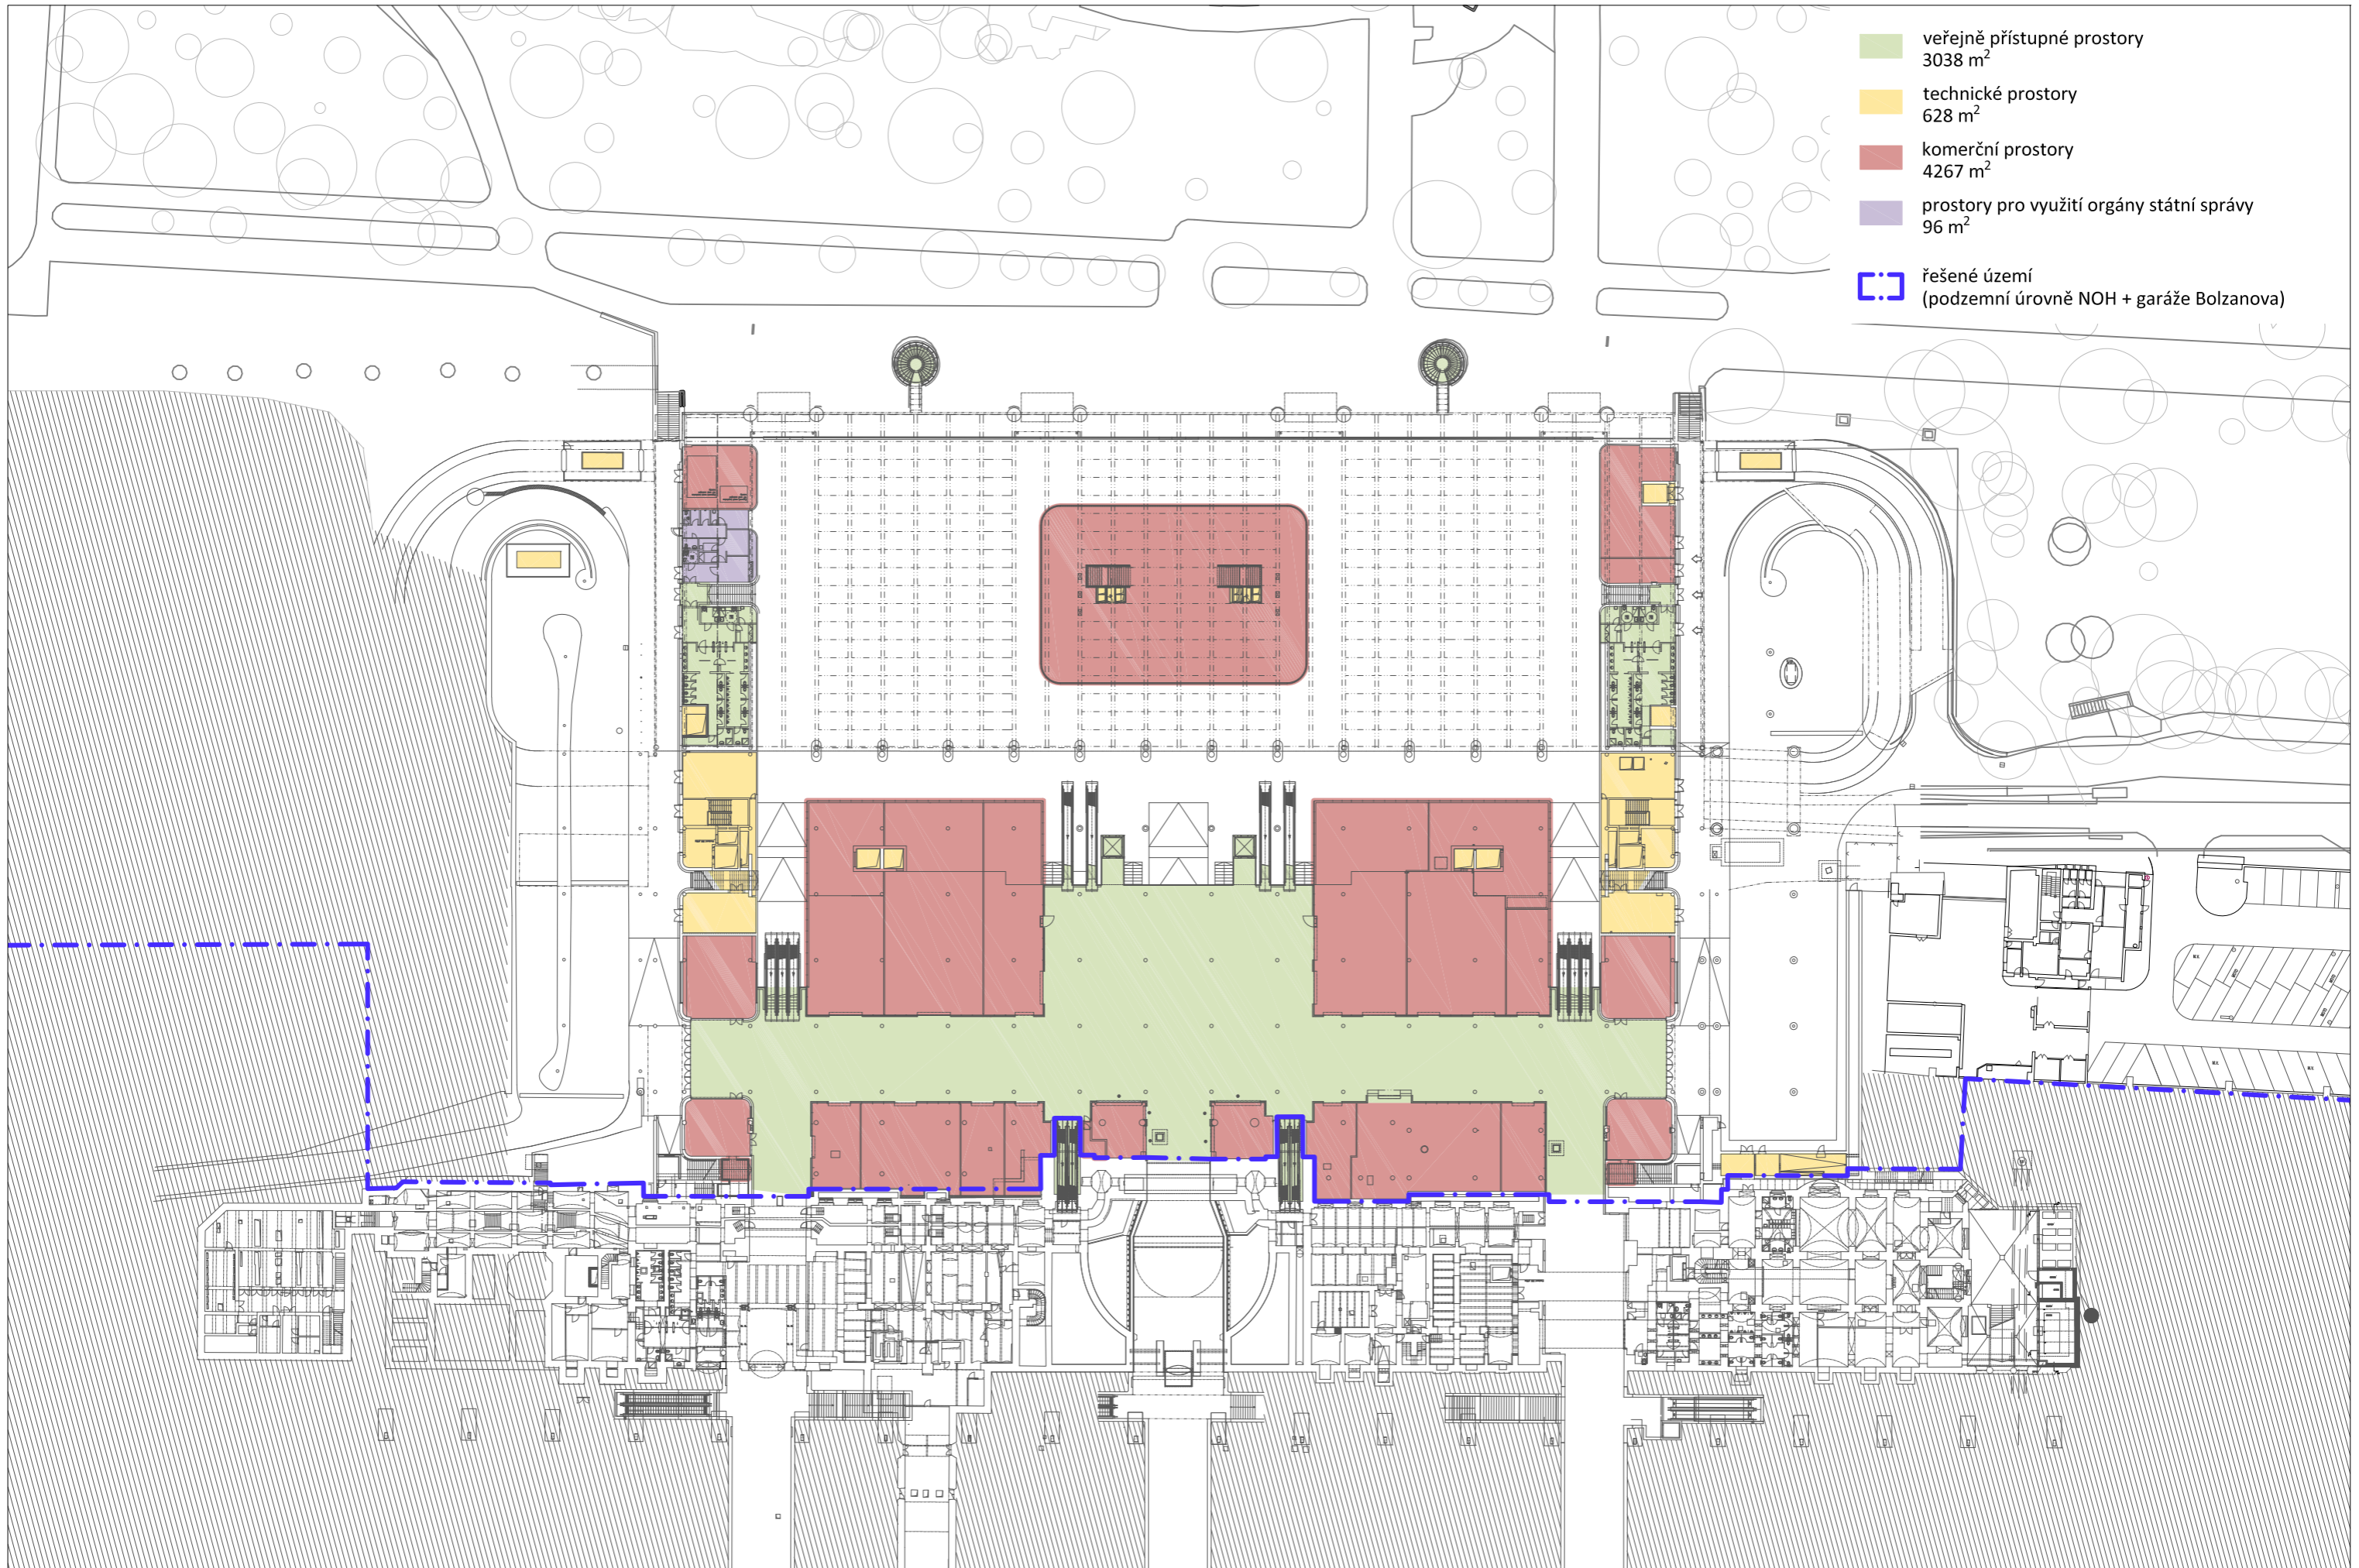 veřejně přístupné prostory
3038 m²
technické prostory
628 m²
komerční prostory
4267 m²
prostory pro využití orgány státní správy
96 m²
řešené území
(podzemní úrovně NOH + garáže Bolzanova)